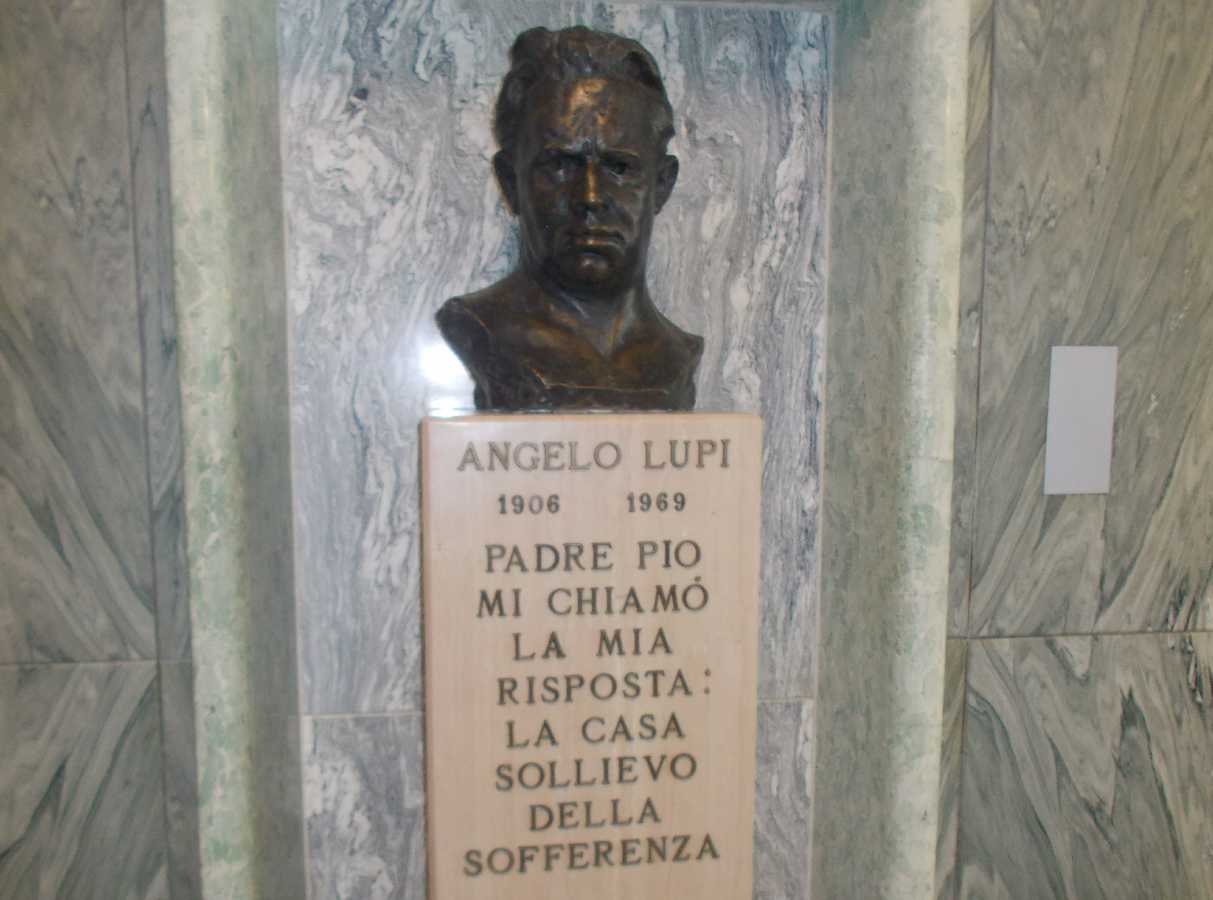 ANGELO LUPI
1906 1969
PADRE PIO
MI CHIAMÓ
LA MIA
RISPOSTA:
LA CASA
SOLLIEVO
DELLA
SOFFERENZA